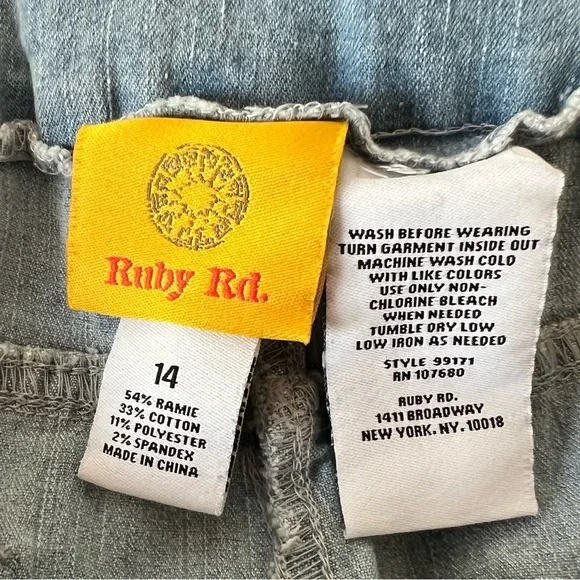 Ruby Rd.
14
54% RAMIE
33% COTTON
11% POLYESTER
2% SPANDEX
MADE IN CHINA
WASH BEFORE WEARING
TURN GARMENT INSIDE OUT
MACHINE WASH COLD
WITH LIKE COLORS
USE ONLY NON-
CHLORINE BLEACH
WHEN NEEDED
TUMBLE DRY LOW
LOW IRON AS NEEDED
STYLE 99171
RN 107680
RUBY RD.
1411 BROADWAY
NEW YORK, NY. 10018